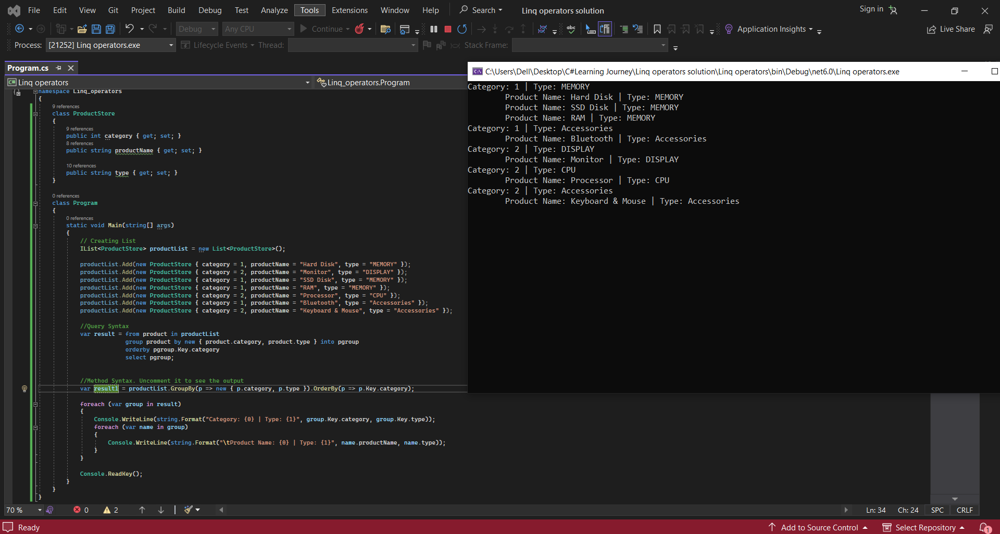 File Edit View Git Project Build Debug Test Analyze Tools Extensions Window Help Search Linq operators solution Sign in
Debug Any CPU Continue abc Application Insights Live Share
Process: [21252] Linq operators.exe Lifecycle Events Thread: Stack Frame:
Program.cs
C# Linq operators Linq_operators.Program
namespace Linq_operators
{
9 references
class ProductStore
{
9 references
public int category { get; set; }
8 references
public string productName { get; set; }
10 references
public string type { get; set; }
}
0 references
class Program
{
0 references
static void Main(string[] args)
{
// Creating List
IList<ProductStore> productList = new List<ProductStore>();
productList.Add(new ProductStore { category = 1, productName = "Hard Disk", type = "MEMORY" });
productList.Add(new ProductStore { category = 2, productName = "Monitor", type = "DISPLAY" });
productList.Add(new ProductStore { category = 1, productName = "SSD Disk", type = "MEMORY" });
productList.Add(new ProductStore { category = 1, productName = "RAM", type = "MEMORY" });
productList.Add(new ProductStore { category = 2, productName = "Processor", type = "CPU" });
productList.Add(new ProductStore { category = 1, productName = "Bluetooth", type = "Accessories" });
productList.Add(new ProductStore { category = 2, productName = "Keyboard & Mouse", type = "Accessories" });
//Query Syntax
var result = from product in productList
group product by new { product.category, product.type } into pgroup
orderby pgroup.Key.category
select pgroup;
//Method Syntax. Uncomment it to see the output
var result1 = productList.GroupBy(p => new { p.category, p.type }).OrderBy(p => p.Key.category);
foreach (var group in result)
{
Console.WriteLine(string.Format("Category: {0} | Type: {1}", group.Key.category, group.Key.type));
foreach (var name in group)
{
Console.WriteLine(string.Format("\tProduct Name: {0} | Type: {1}", name.productName, name.type));
}
}
Console.ReadKey();
}
}
}
C:\Users\Dell\Desktop\C#Learning Journey\Linq operators solution\Linq operators\bin\Debug\net6.0\Linq operators.exe
Category: 1 | Type: MEMORY
Product Name: Hard Disk | Type: MEMORY
Product Name: SSD Disk | Type: MEMORY
Product Name: RAM | Type: MEMORY
Category: 1 | Type: Accessories
Product Name: Bluetooth | Type: Accessories
Category: 2 | Type: DISPLAY
Product Name: Monitor | Type: DISPLAY
Category: 2 | Type: CPU
Product Name: Processor | Type: CPU
Category: 2 | Type: Accessories
Product Name: Keyboard & Mouse | Type: Accessories
70 % 0 2 Ln: 34 Ch: 24 SPC CRLF
Ready Add to Source Control Select Repository 1